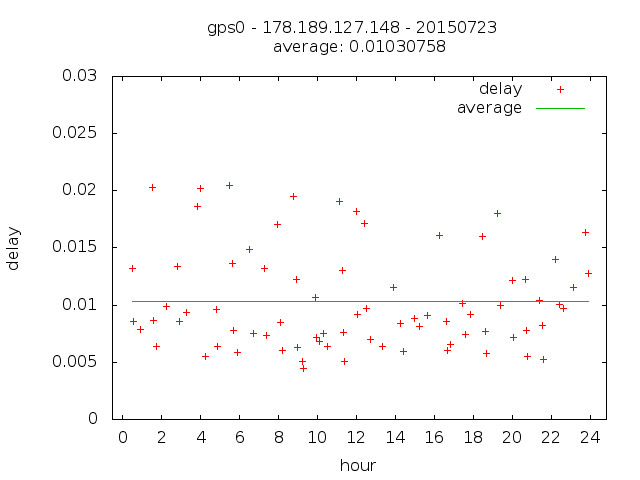 gps0 - 178.189.127.148 - 20150723
average: 0.01030758
delay
average
0.03
0.025
0.02
0.015
0.01
0.005
0
delay
0 2 4 6 8 10 12 14 16 18 20 22 24
hour